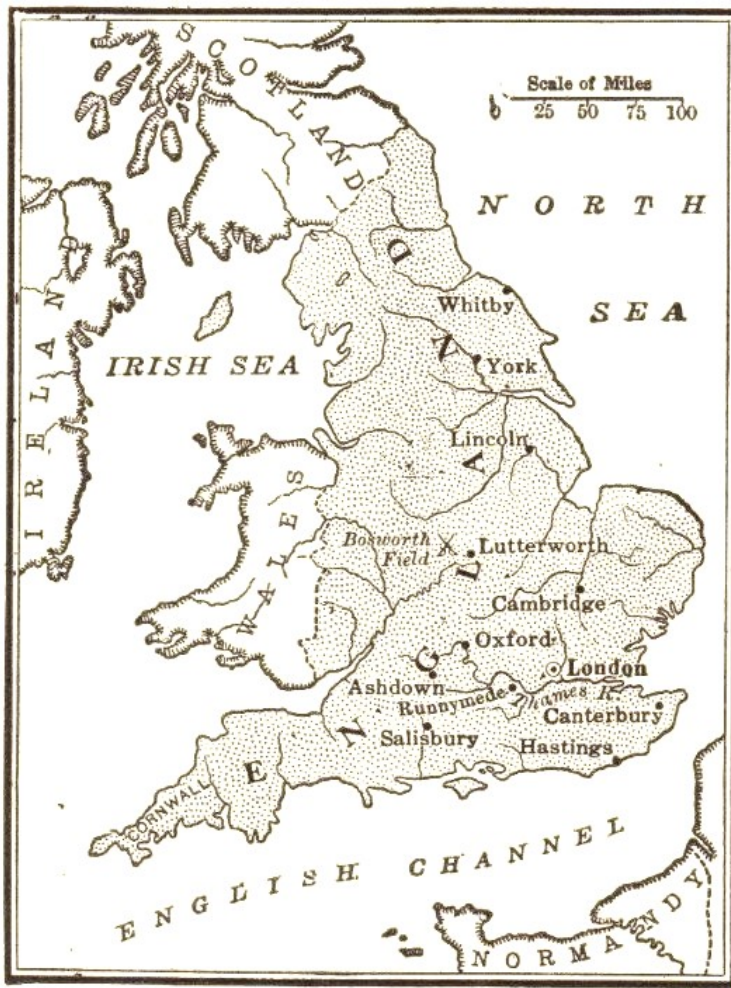 SCOTLAND
Scale of Miles
0 25 50 75 100
NORTH
SEA
IRELAND
IRISH SEA
ENGLAND
Whitby
York
Lincoln
WALES
Bosworth
Field
Lutterworth
Cambridge
Oxford
London
Ashdown
Runnymede
Thames R.
Canterbury
Salisbury
Hastings
CORNWALL
ENGLISH CHANNEL
NORMANDY